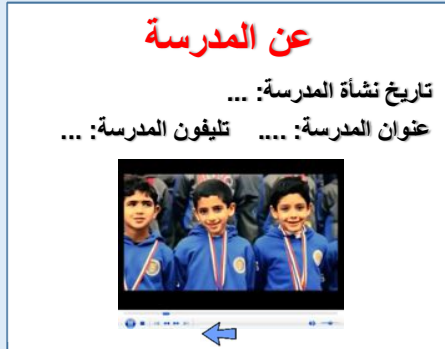 عن المدرسة
تاريخ نشأة المدرسة: ...
عنوان المدرسة: .... تليفون المدرسة: ...